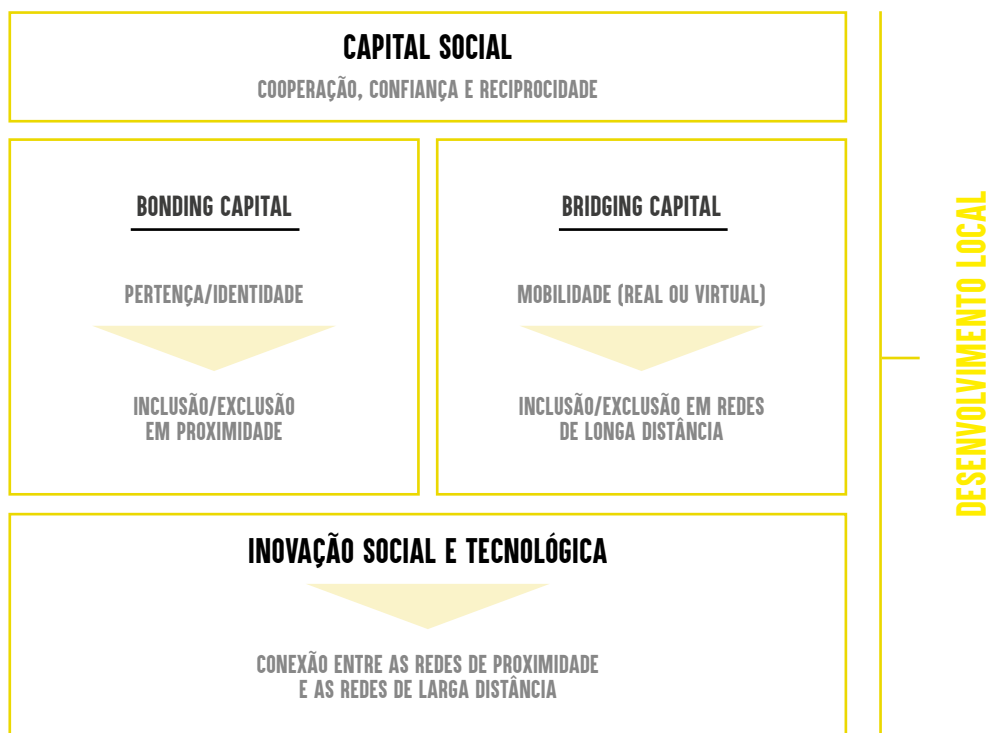 CAPITAL SOCIAL
COOPERAÇÃO, CONFIANÇA E RECIPROCIDADE
BONDING CAPITAL
PERTENÇA/IDENTIDADE
INCLUSÃO/EXCLUSÃO
EM PROXIMIDADE
BRIDGING CAPITAL
MOBILIDADE (REAL OU VIRTUAL)
INCLUSÃO/EXCLUSÃO EM REDES
DE LONGA DISTÂNCIA
INOVAÇÃO SOCIAL E TECNOLÓGICA
CONEXÃO ENTRE AS REDES DE PROXIMIDADE
E AS REDES DE LARGA DISTÂNCIA
DESENVOLVIMENTO LOCAL